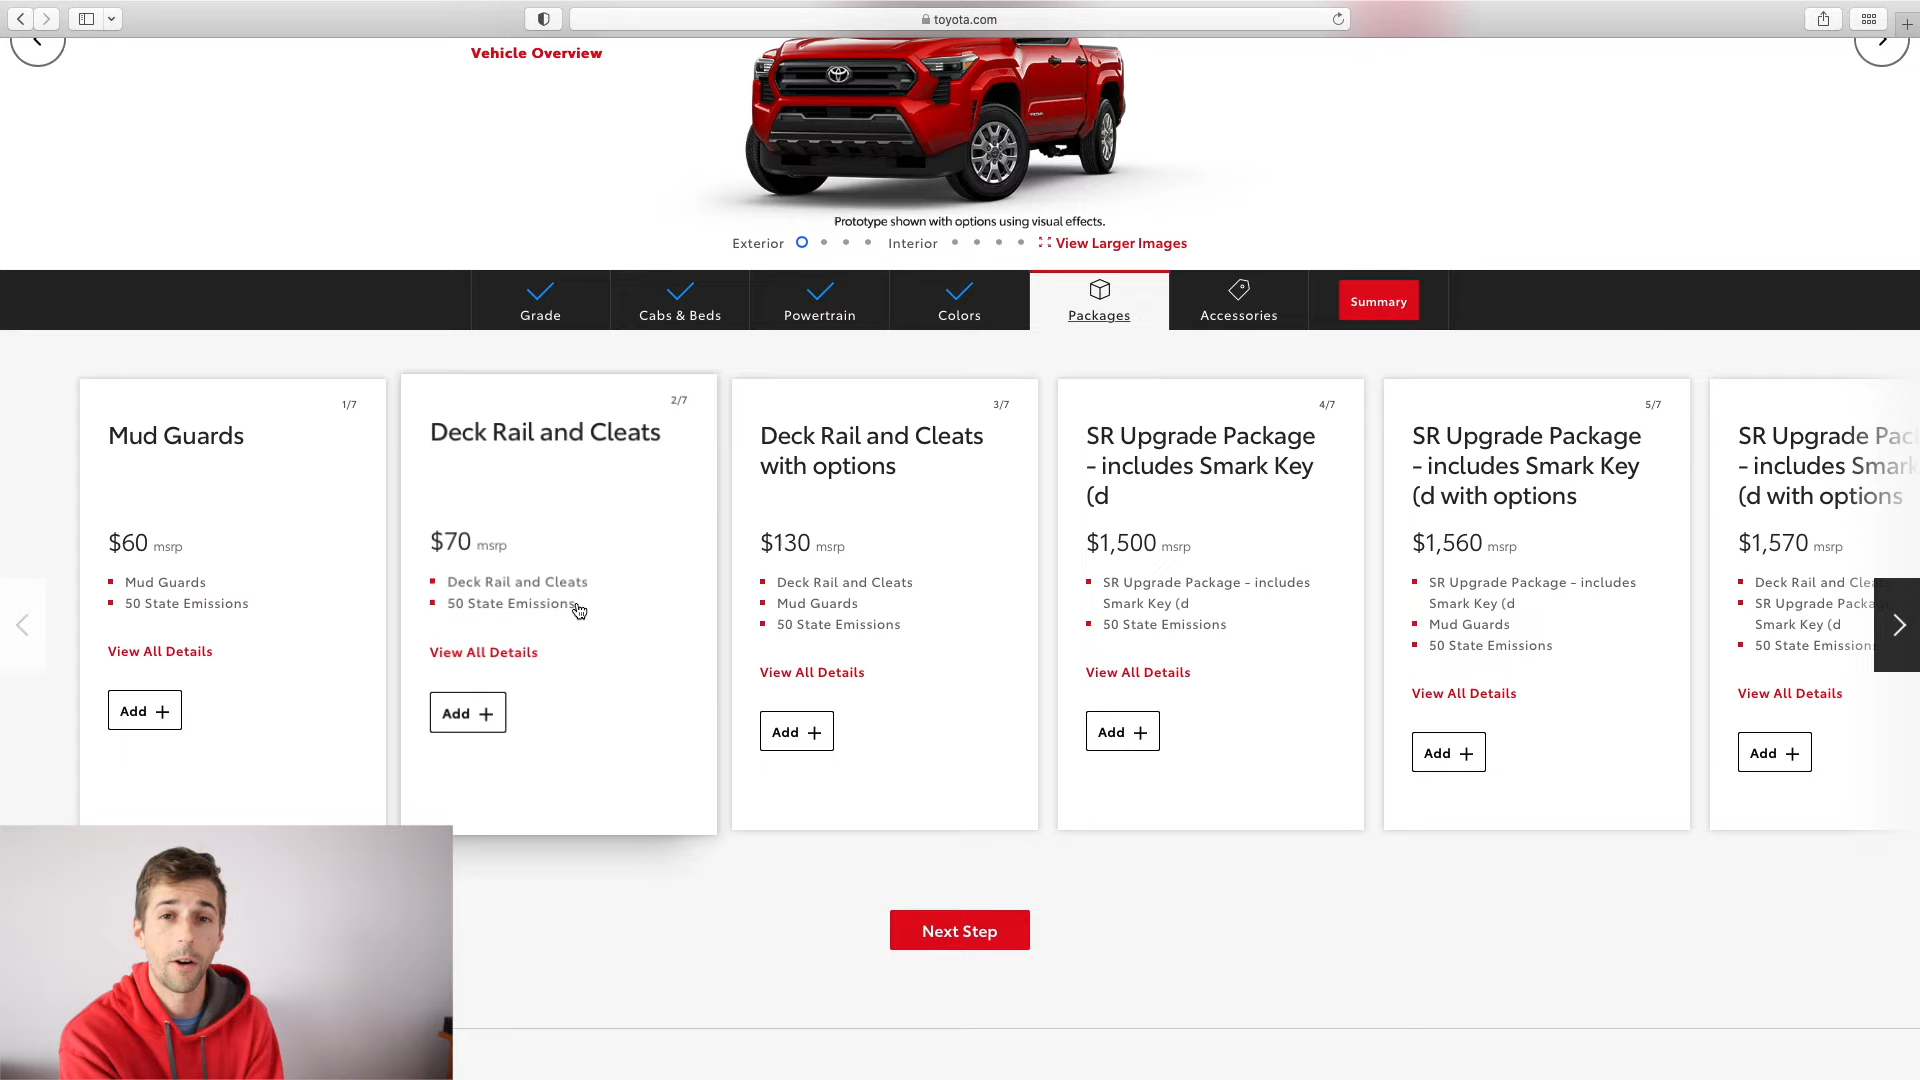 toyota.com
Vehicle Overview
Prototype shown with options using visual effects.
Exterior
Interior
View Larger Images
Grade
Cabs & Beds
Powertrain
Colors
Packages
Accessories
Summary
1/7
Mud Guards
$60 msrp
Mud Guards
50 State Emissions
View All Details
Add +
2/7
Deck Rail and Cleats
$70 msrp
Deck Rail and Cleats
50 State Emissions
View All Details
Add +
3/7
Deck Rail and Cleats
with options
$130 msrp
Deck Rail and Cleats
Mud Guards
50 State Emissions
View All Details
Add +
4/7
SR Upgrade Package
- includes Smark Key
(d
$1,500 msrp
SR Upgrade Package - includes
Smark Key (d
50 State Emissions
View All Details
Add +
5/7
SR Upgrade Package
- includes Smark Key
(d with options
$1,560 msrp
SR Upgrade Package - includes
Smark Key (d
Mud Guards
50 State Emissions
View All Details
Add +
SR Upgrade Pac
- includes Smark
(d with options
$1,570 msrp
Deck Rail and Clea
SR Upgrade Packa
Smark Key (d
50 State Emission
View All Details
Add +
Next Step